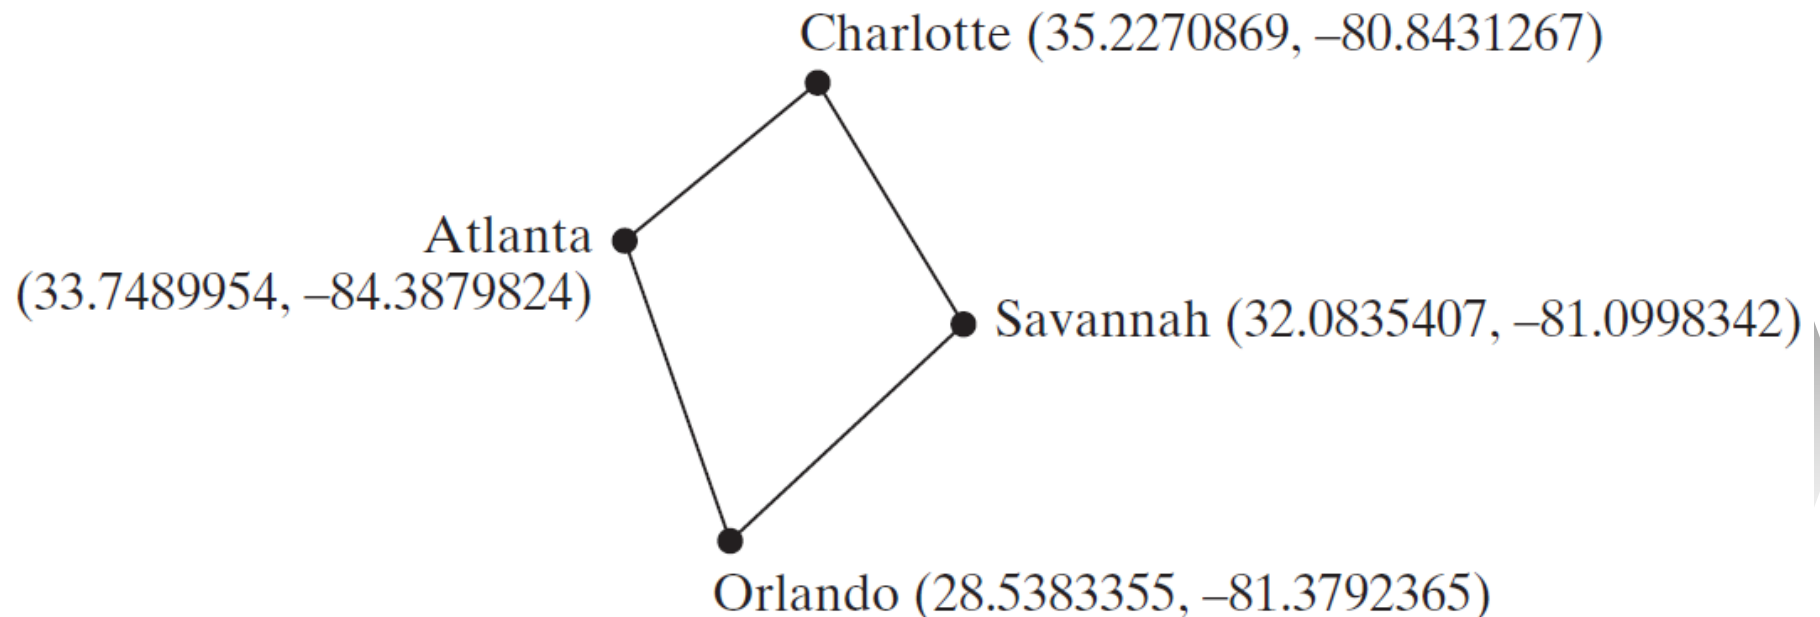 Charlotte (35.2270869, –80.8431267)
Atlanta
(33.7489954, –84.3879824)
Savannah (32.0835407, –81.0998342)
Orlando (28.5383355, –81.3792365)